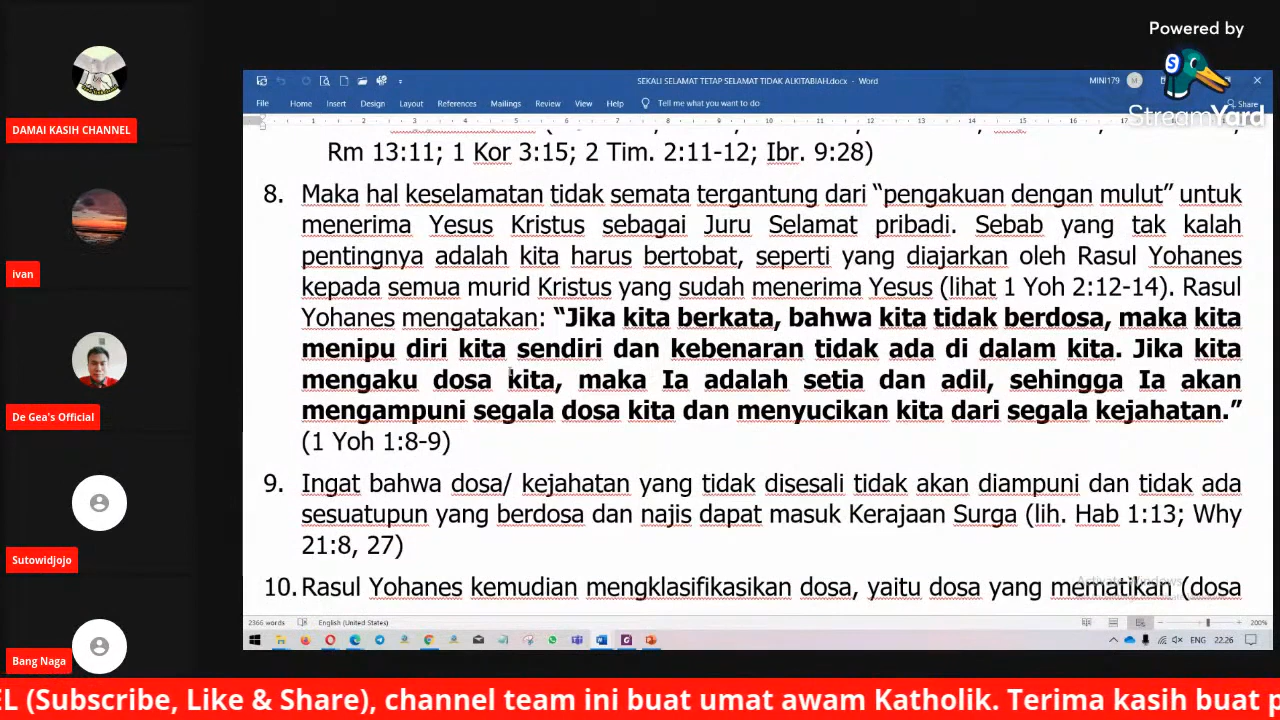 Powered by
StreamYard
DAMAI KASIH CHANNEL
ivan
De Gea's Official
Sutowidjojo
Bang Naga
SEKALI SELAMAT TETAP SELAMAT TIDAK ALKITABIAH.docx - Word
MINI179 M
File Home Insert Design Layout References Mailings Review View Help Tell me what you want to do Share
Rm 13:11; 1 Kor 3:15; 2 Tim. 2:11-12; Ibr. 9:28)
8. Maka hal keselamatan tidak semata tergantung dari “pengakuan dengan mulut” untuk
menerima Yesus Kristus sebagai Juru Selamat pribadi. Sebab yang tak kalah
pentingnya adalah kita harus bertobat, seperti yang diajarkan oleh Rasul Yohanes
kepada semua murid Kristus yang sudah menerima Yesus (lihat 1 Yoh 2:12-14). Rasul
Yohanes mengatakan: “Jika kita berkata, bahwa kita tidak berdosa, maka kita
menipu diri kita sendiri dan kebenaran tidak ada di dalam kita. Jika kita
mengaku dosa kita, maka Ia adalah setia dan adil, sehingga Ia akan
mengampuni segala dosa kita dan menyucikan kita dari segala kejahatan.”
(1 Yoh 1:8-9)
9. Ingat bahwa dosa/ kejahatan yang tidak disesali tidak akan diampuni dan tidak ada
sesuatupun yang berdosa dan najis dapat masuk Kerajaan Surga (lih. Hab 1:13; Why
21:8, 27)
10. Rasul Yohanes kemudian mengklasifikasikan dosa, yaitu dosa yang mematikan (dosa
Activate Windows
2366 words English (United States) 200%
ENG 22.26
EL (Subscribe, Like & Share), channel team ini buat umat awam Katholik. Terima kasih buat p